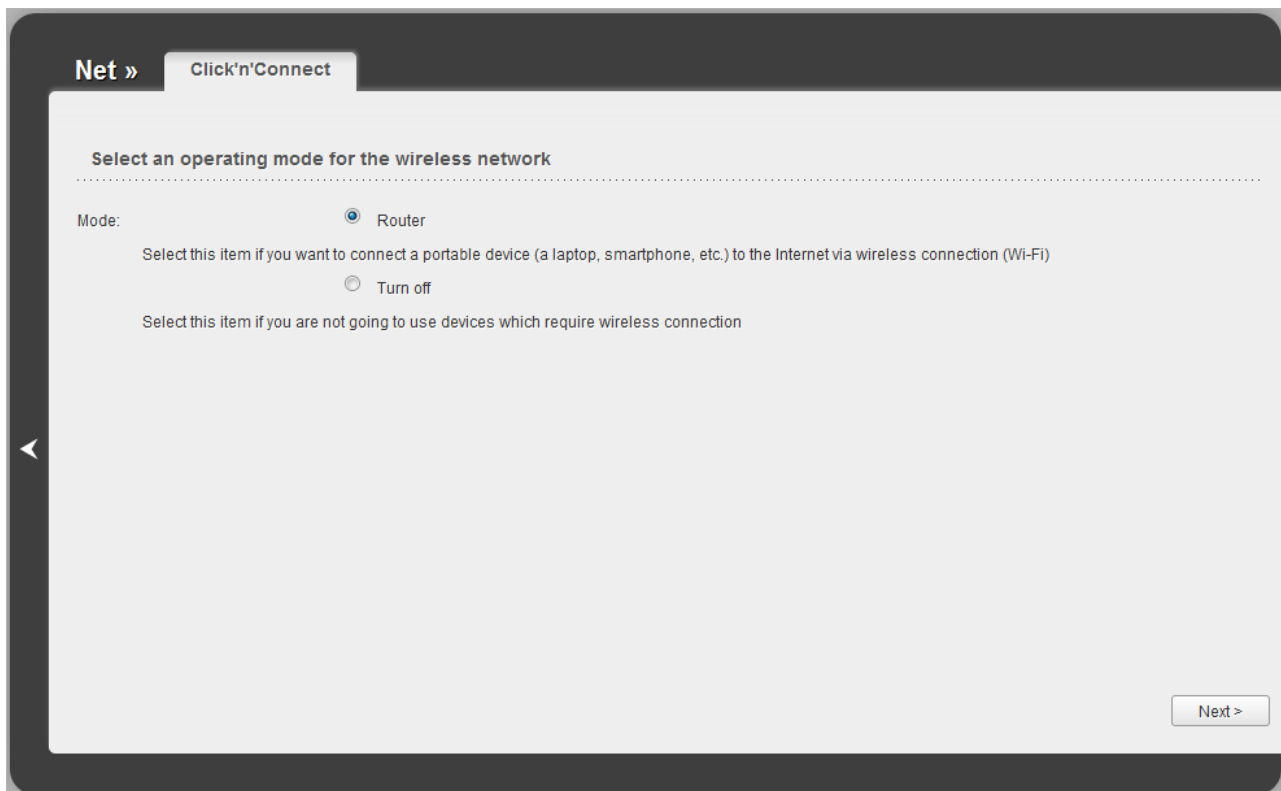 Net »
Click'n'Connect
Select an operating mode for the wireless network
Mode: Router
Select this item if you want to connect a portable device (a laptop, smartphone, etc.) to the Internet via wireless connection (Wi-Fi)
Turn off
Select this item if you are not going to use devices which require wireless connection
Next >